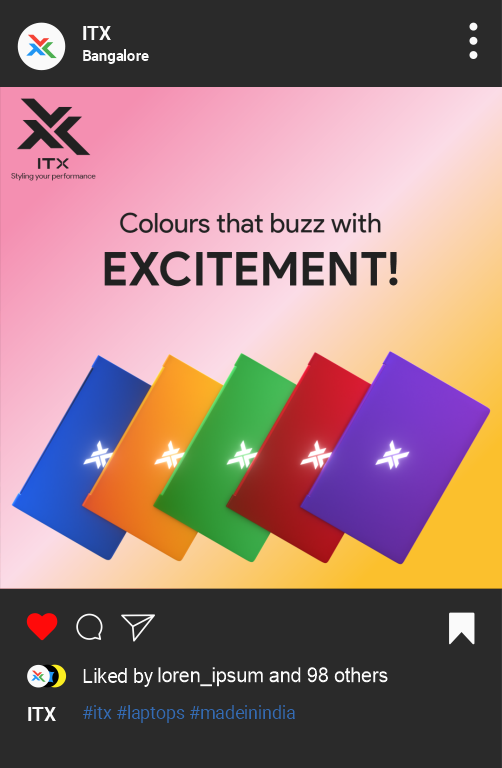 ITX
Bangalore
ITX
Styling your performance
Colours that buzz with
EXCITEMENT!
Liked by loren_ipsum and 98 others
ITX #itx #laptops #madeinindia